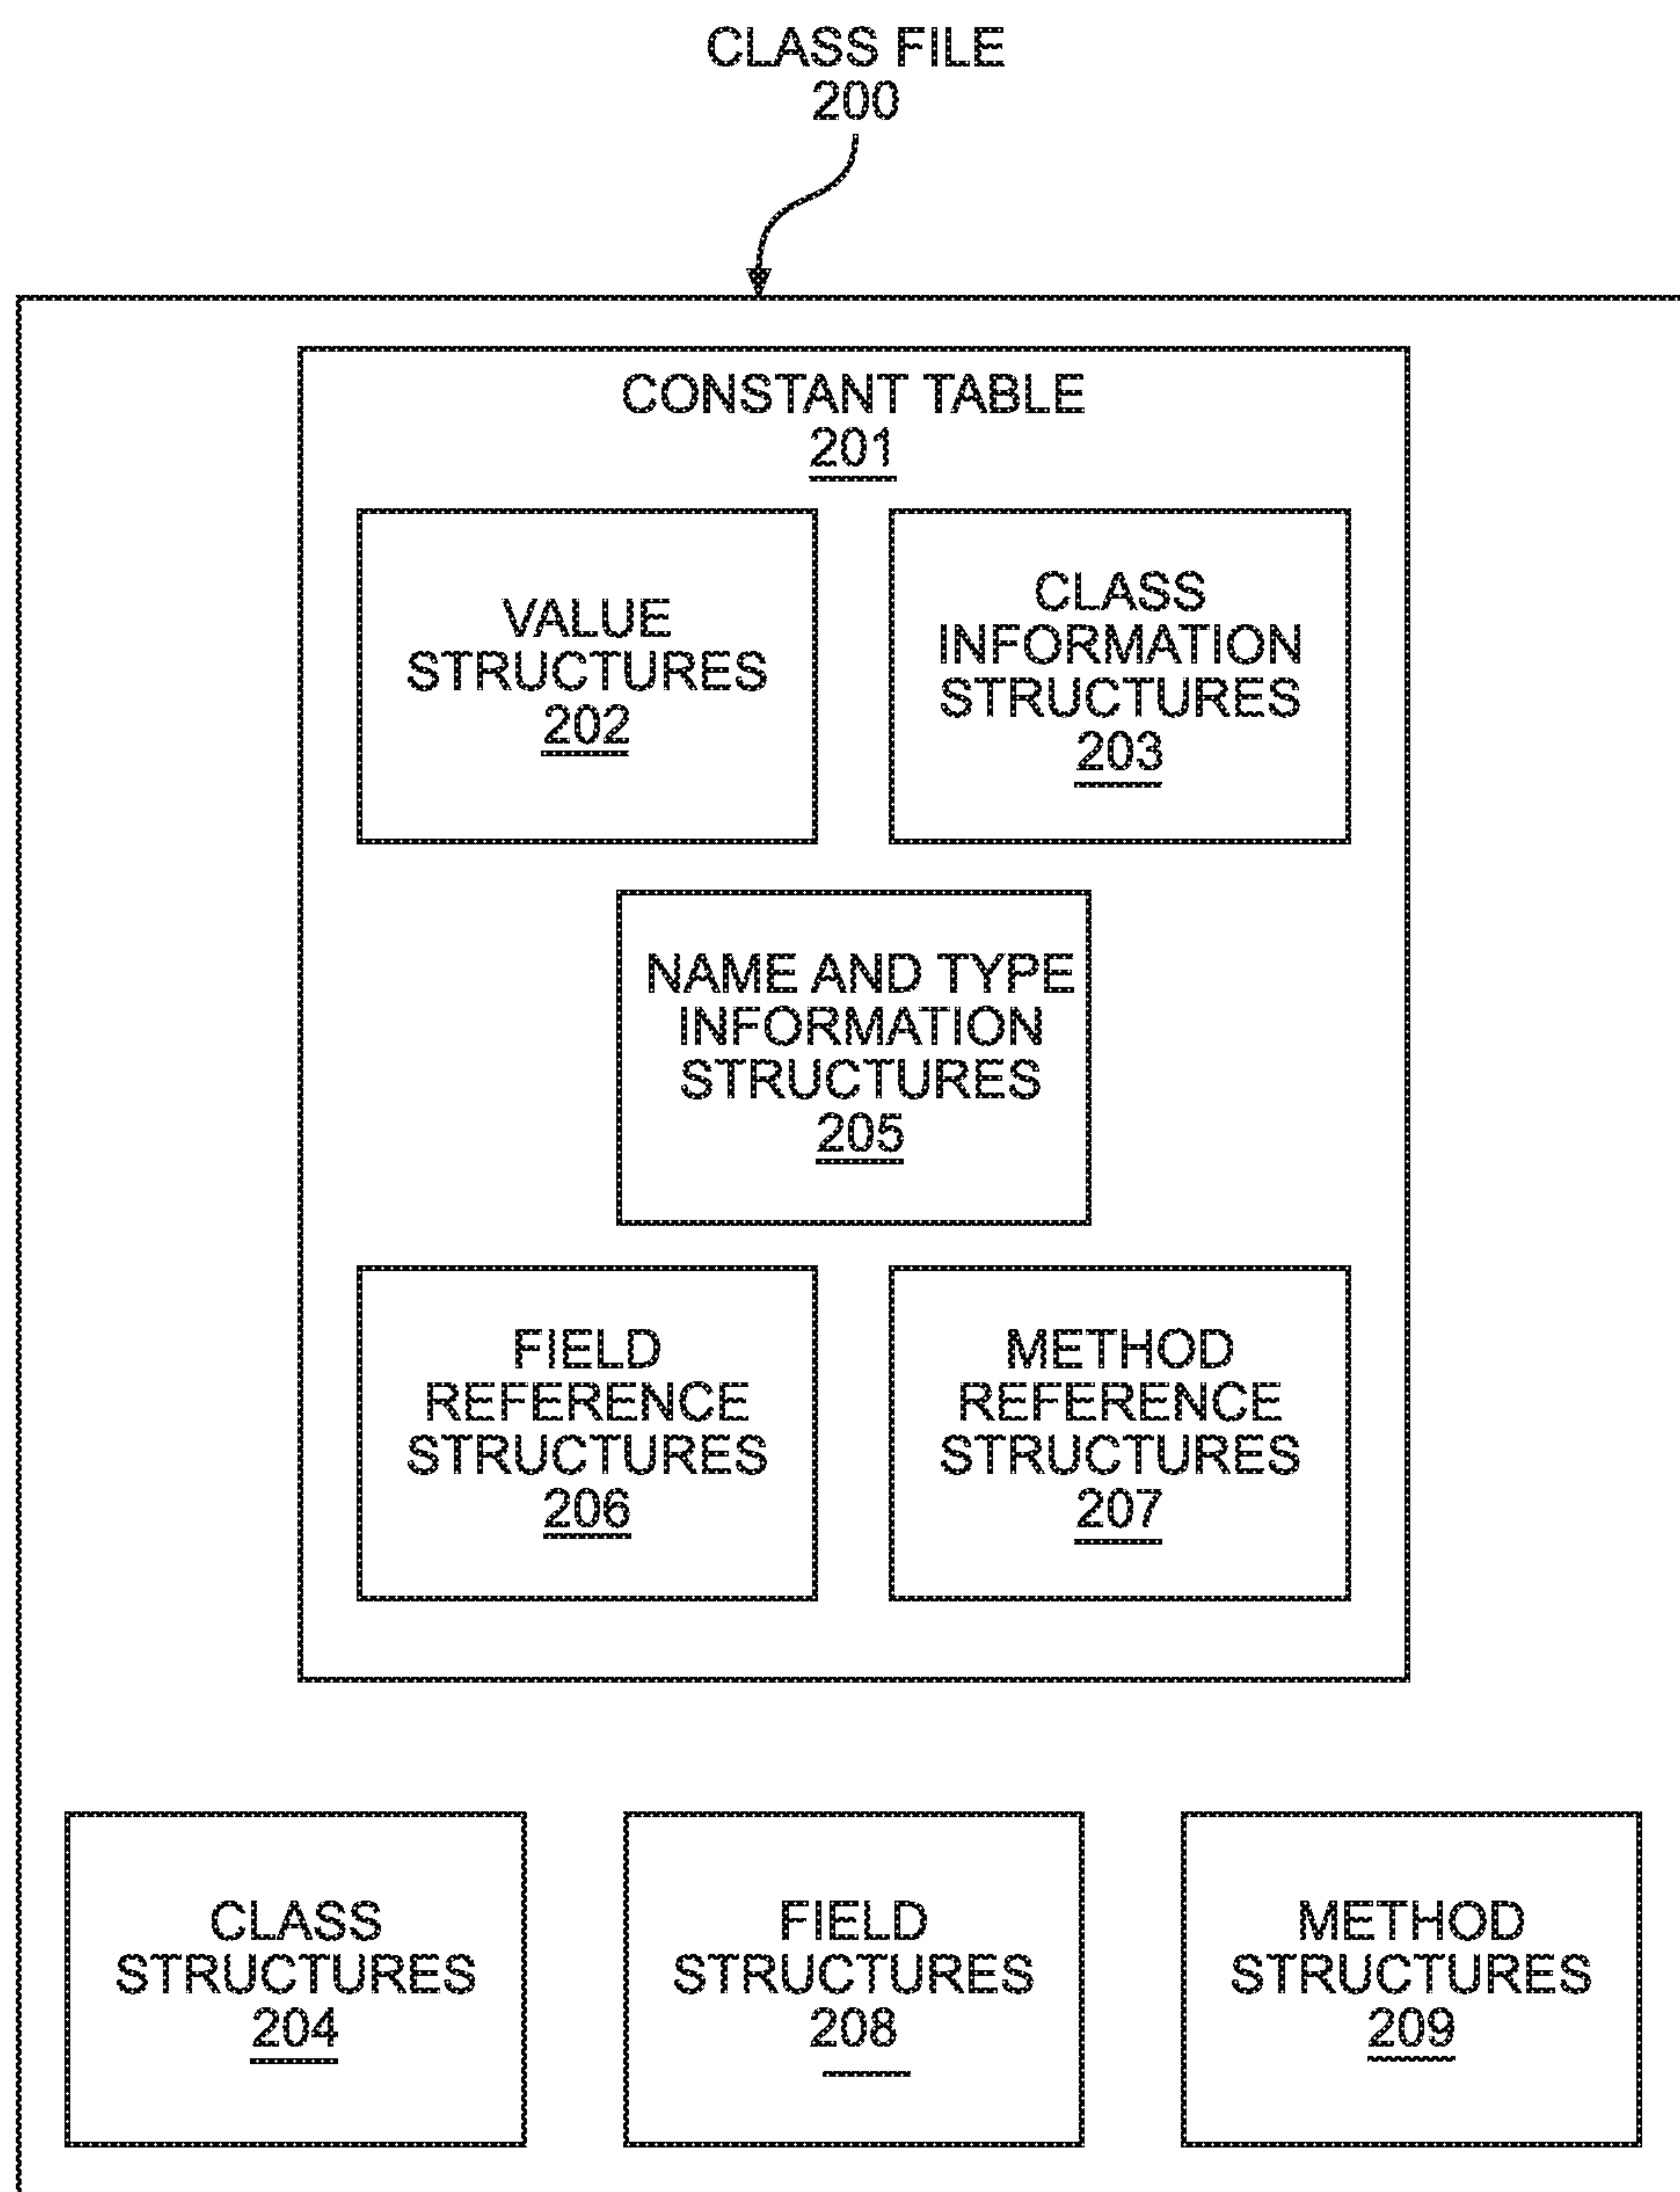 CLASS FILE
200
CONSTANT TABLE
201
VALUE
STRUCTURES
202
CLASS
INFORMATION
STRUCTURES
203
NAME AND TYPE
INFORMATION
STRUCTURES
205
FIELD
REFERENCE
STRUCTURES
206
METHOD
REFERENCE
STRUCTURES
207
CLASS
STRUCTURES
204
FIELD
STRUCTURES
208
METHOD
STRUCTURES
209